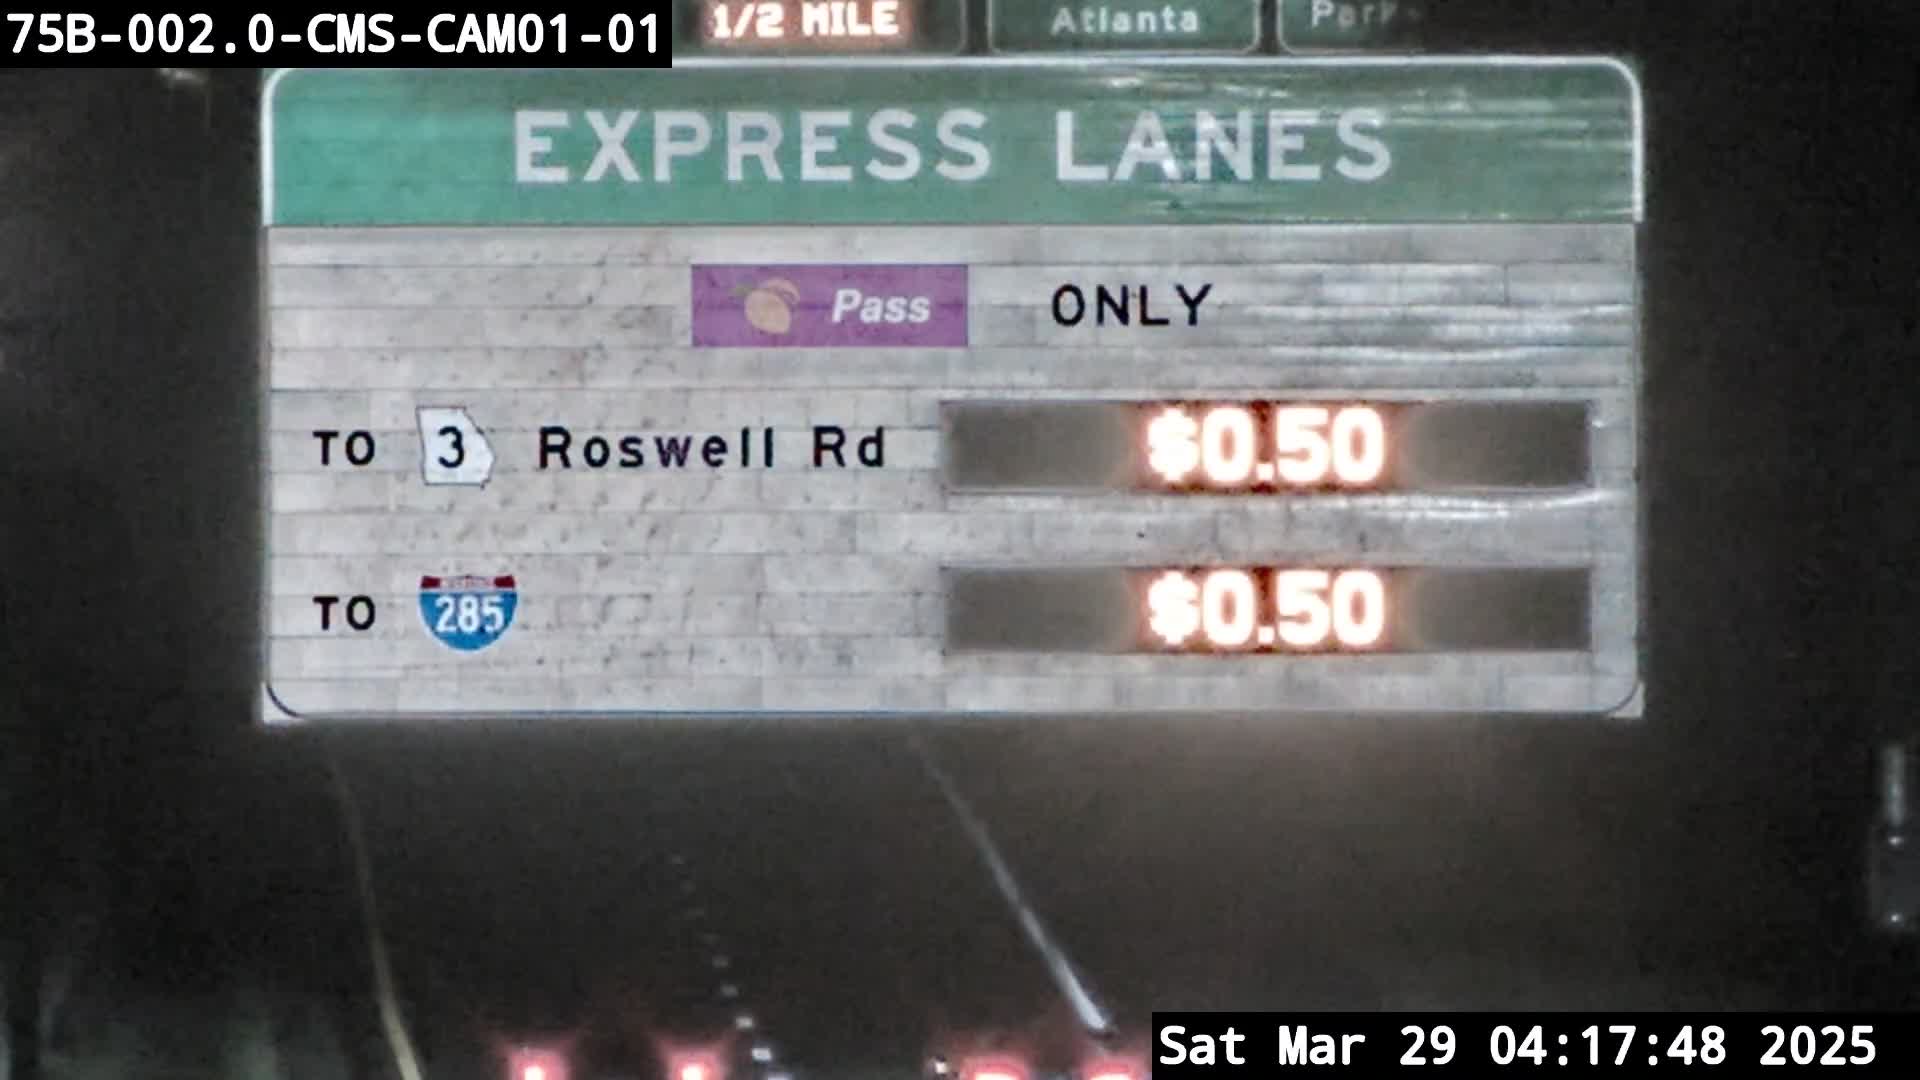 75B-002.0-CMS-CAM01-01
1/2 MILE
Atlanta
EXPRESS LANES
Pass ONLY
TO 3 Roswell Rd $0.50
TO 285 $0.50
Sat Mar 29 04:17:48 2025